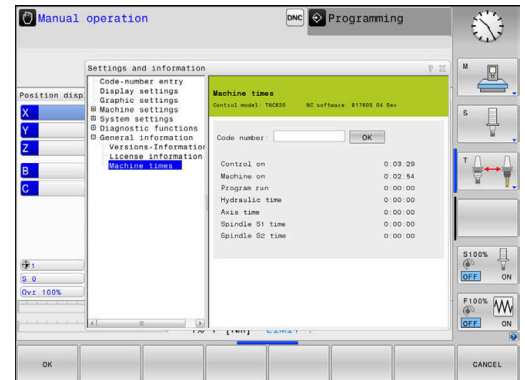 Manual operation
DNC
Programming
Settings and information
Position disp
X
Y
Z
B
C
1
S 0
Ovr 100%
Code-number entry
Display settings
Graphic settings
Machine settings
System settings
Diagnostic functions
General information
Versions-Information
License information
Machine times
Machine times
Control model: TNC620 NC software: 817605 04 Dev
Code number:
OK
Control on 0:03:29
Machine on 0:02:54
Program run 0:00:00
Hydraulic time 0:00:00
Axis time 0:00:00
Spindle S1 time 0:00:00
Spindle S2 time 0:00:00
M
S
T
S100%
OFF ON
F100%
OFF ON
OK
CANCEL